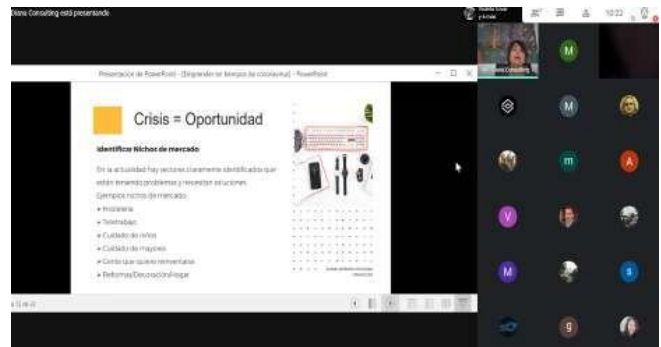 Diana Consulting está presentando
10:22
Presentación de PowerPoint - [Emprender en tiempos de coronavirus] - PowerPoint
Crisis = Oportunidad
Identificar Nichos de mercado
En la actualidad hay sectores claramente identificados que
están teniendo problemas y necesitan soluciones.
Ejemplos nichos de mercado:
Hostelería
Teletrabajo
Cuidado de niños
Cuidado de mayores
Gente que quiere reinventarse
Reformas/Decoración/Hogar
Consulting
M
M
m
A
V
M
s
g